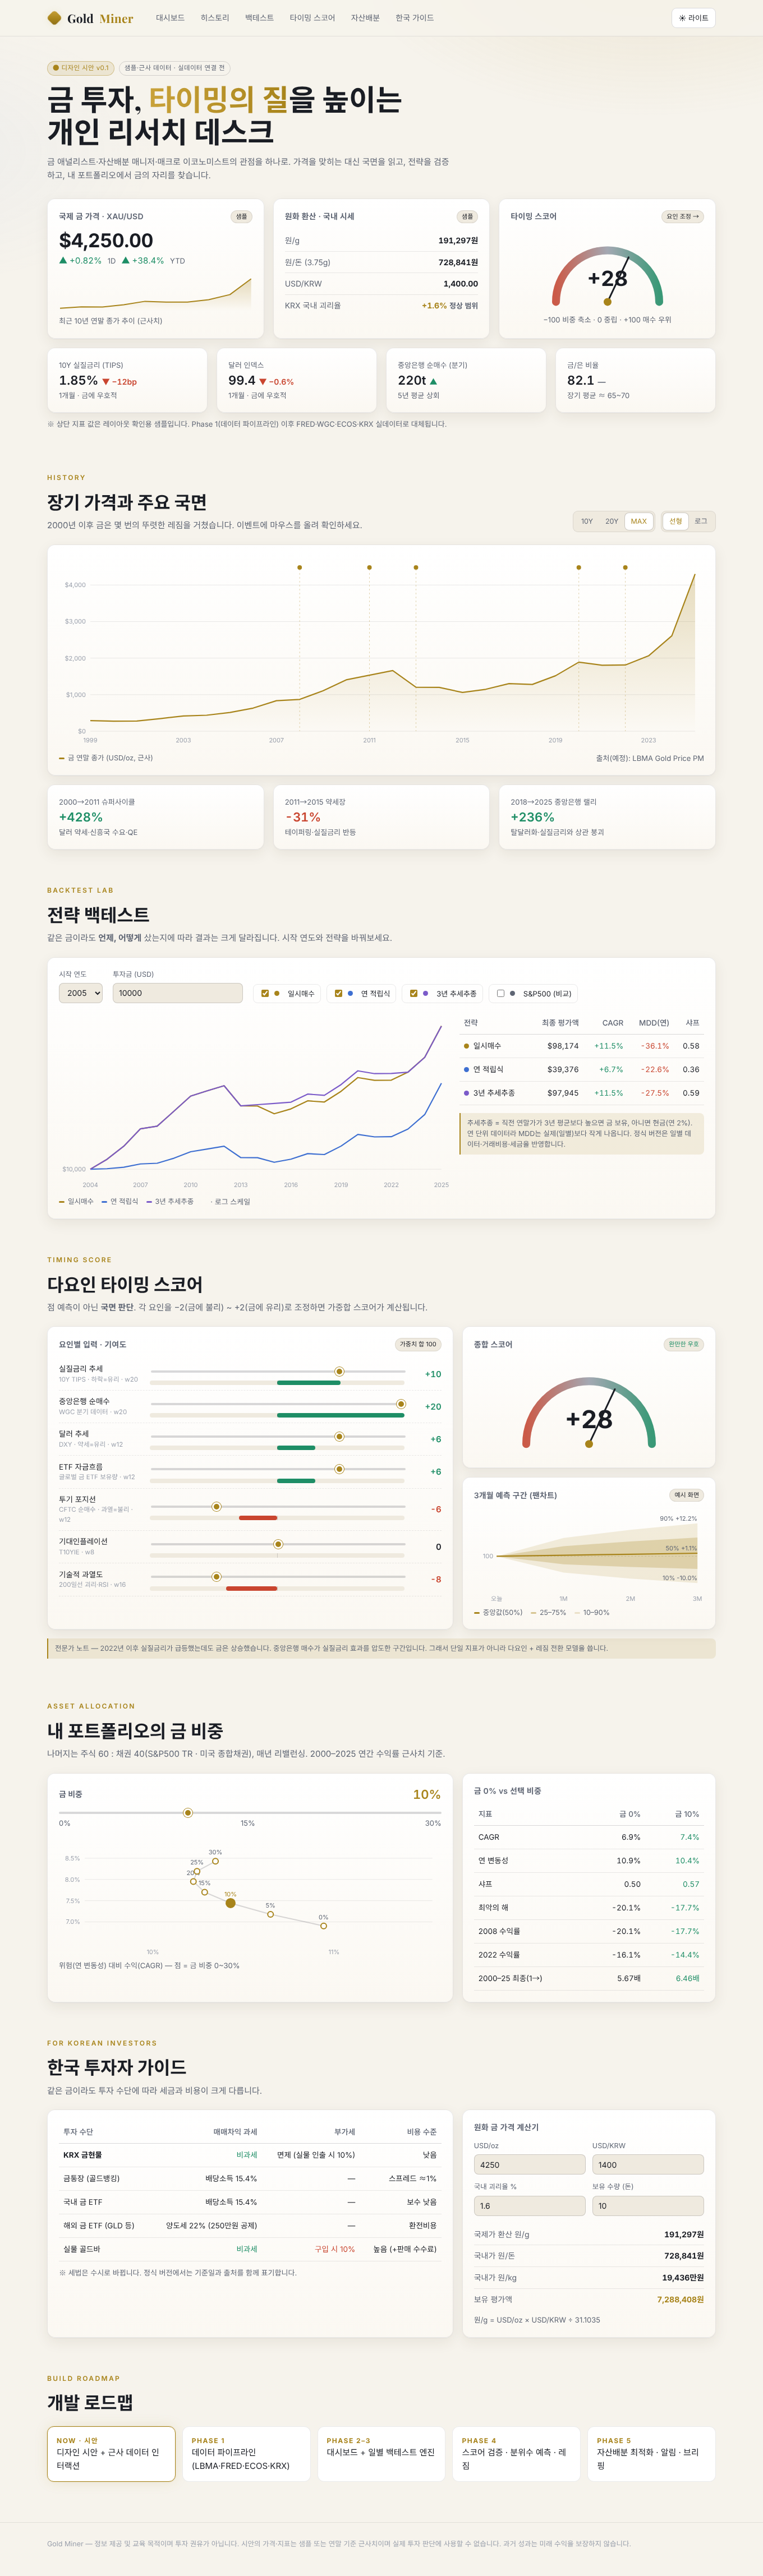 Gold Miner 대시보드 히스토리 백테스트 타이밍 스코어 자산배분 한국 가이드 ☀ 라이트
디자인 시안 v0.1 샘플·근사 데이터 · 실데이터 연결 전
금 투자, 타이밍의 질을 높이는
개인 리서치 데스크
금 애널리스트·자산배분 매니저·매크로 이코노미스트의 관점을 하나로. 가격을 맞히는 대신 국면을 읽고, 전략을 검증
하고, 내 포트폴리오에서 금의 자리를 찾습니다.
국제 금 가격 · XAU/USD 샘플
$4,250.00
▲ +0.82% 1D ▲ +38.4% YTD
최근 10년 연말 종가 추이 (근사치)
원화 환산 · 국내 시세 샘플
원/g 191,297원
원/돈 (3.75g) 728,841원
USD/KRW 1,400.00
KRX 국내 괴리율 +1.6% 정상 범위
타이밍 스코어 요인 조정 →
+28
−100 비중 축소 · 0 중립 · +100 매수 우위
10Y 실질금리 (TIPS)
1.85% ▼ −12bp
1개월 · 금에 우호적
달러 인덱스
99.4 ▼ −0.6%
1개월 · 금에 우호적
중앙은행 순매수 (분기)
220t ▲
5년 평균 상회
금/은 비율
82.1 —
장기 평균 ≈ 65~70
※ 상단 지표 값은 레이아웃 확인용 샘플입니다. Phase 1(데이터 파이프라인) 이후 FRED·WGC·ECOS·KRX 실데이터로 대체됩니다.
HISTORY
장기 가격과 주요 국면
2000년 이후 금은 몇 번의 뚜렷한 레짐을 거쳤습니다. 이벤트에 마우스를 올려 확인하세요.
10Y 20Y MAX 선형 로그
$4,000
$3,000
$2,000
$1,000
$0
1999 2003 2007 2011 2015 2019 2023
금 연말 종가 (USD/oz, 근사) 출처(예정): LBMA Gold Price PM
2000→2011 슈퍼사이클
+428%
달러 약세·신흥국 수요·QE
2011→2015 약세장
-31%
테이퍼링·실질금리 반등
2018→2025 중앙은행 랠리
+236%
탈달러화·실질금리와 상관 붕괴
BACKTEST LAB
전략 백테스트
같은 금이라도 언제, 어떻게 샀는지에 따라 결과는 크게 달라집니다. 시작 연도와 전략을 바꿔보세요.
시작 연도 투자금 (USD)
2005 10000 일시매수 연 적립식 3년 추세추종 S&P500 (비교)
$10,000
2004 2007 2010 2013 2016 2019 2022 2025
일시매수 연 적립식 3년 추세추종 · 로그 스케일
전략 최종 평가액 CAGR MDD(연) 샤프
일시매수 $98,174 +11.5% -36.1% 0.58
연 적립식 $39,376 +6.7% -22.6% 0.36
3년 추세추종 $97,945 +11.5% -27.5% 0.59
추세추종 = 직전 연말가가 3년 평균보다 높으면 금 보유, 아니면 현금(연 2%).
연 단위 데이터라 MDD는 실제(일별)보다 작게 나옵니다. 정식 버전은 일별 데
이터·거래비용·세금을 반영합니다.
TIMING SCORE
다요인 타이밍 스코어
점 예측이 아닌 국면 판단. 각 요인을 −2(금에 불리) ~ +2(금에 유리)로 조정하면 가중합 스코어가 계산됩니다.
요인별 입력 · 기여도 가중치 합 100
실질금리 추세
10Y TIPS · 하락=유리 · w20
+10
중앙은행 순매수
WGC 분기 데이터 · w20
+20
달러 추세
DXY · 약세=유리 · w12
+6
ETF 자금흐름
글로벌 금 ETF 보유량 · w12
+6
투기 포지션
CFTC 순매수 · 과열=불리 ·
w12
-6
기대인플레이션
T10YIE · w8
0
기술적 과열도
200일선 괴리·RSI · w16
-8
종합 스코어 완만한 우호
+28
3개월 예측 구간 (팬차트) 예시 화면
90% +12.2%
50% +1.1%
10% -10.0%
100
오늘 1M 2M 3M
중앙값(50%) 25–75% 10–90%
전문가 노트 — 2022년 이후 실질금리가 급등했는데도 금은 상승했습니다. 중앙은행 매수가 실질금리 효과를 압도한 구간입니다. 그래서 단일 지표가 아니라 다요인 + 레짐 전환 모델을 씁니다.
ASSET ALLOCATION
내 포트폴리오의 금 비중
나머지는 주식 60 : 채권 40(S&P500 TR · 미국 종합채권), 매년 리밸런싱. 2000–2025 연간 수익률 근사치 기준.
금 비중 10%
0% 15% 30%
8.5%
8.0%
7.5%
7.0%
30%
25%
20%
15%
10%
5%
0%
10% 11%
위험(연 변동성) 대비 수익(CAGR) — 점 = 금 비중 0~30%
금 0% vs 선택 비중
지표 금 0% 금 10%
CAGR 6.9% 7.4%
연 변동성 10.9% 10.4%
샤프 0.50 0.57
최악의 해 -20.1% -17.7%
2008 수익률 -20.1% -17.7%
2022 수익률 -16.1% -14.4%
2000–25 최종(1→) 5.67배 6.46배
FOR KOREAN INVESTORS
한국 투자자 가이드
같은 금이라도 투자 수단에 따라 세금과 비용이 크게 다릅니다.
투자 수단 매매차익 과세 부가세 비용 수준
KRX 금현물 비과세 면제 (실물 인출 시 10%) 낮음
금통장 (골드뱅킹) 배당소득 15.4% — 스프레드 ≈1%
국내 금 ETF 배당소득 15.4% — 보수 낮음
해외 금 ETF (GLD 등) 양도세 22% (250만원 공제) — 환전비용
실물 골드바 비과세 구입 시 10% 높음 (+판매 수수료)
※ 세법은 수시로 바뀝니다. 정식 버전에서는 기준일과 출처를 함께 표기합니다.
원화 금 가격 계산기
USD/oz USD/KRW
4250 1400
국내 괴리율 % 보유 수량 (돈)
1.6 10
국제가 환산 원/g 191,297원
국내가 원/돈 728,841원
국내가 원/kg 19,436만원
보유 평가액 7,288,408원
원/g = USD/oz × USD/KRW ÷ 31.1035
BUILD ROADMAP
개발 로드맵
NOW · 시안
디자인 시안 + 근사 데이터 인
터랙션
PHASE 1
데이터 파이프라인
(LBMA·FRED·ECOS·KRX)
PHASE 2–3
대시보드 + 일별 백테스트 엔진
PHASE 4
스코어 검증 · 분위수 예측 · 레
짐
PHASE 5
자산배분 최적화 · 알림 · 브리
핑
Gold Miner — 정보 제공 및 교육 목적이며 투자 권유가 아닙니다. 시안의 가격·지표는 샘플 또는 연말 기준 근사치이며 실제 투자 판단에 사용할 수 없습니다. 과거 성과는 미래 수익을 보장하지 않습니다.